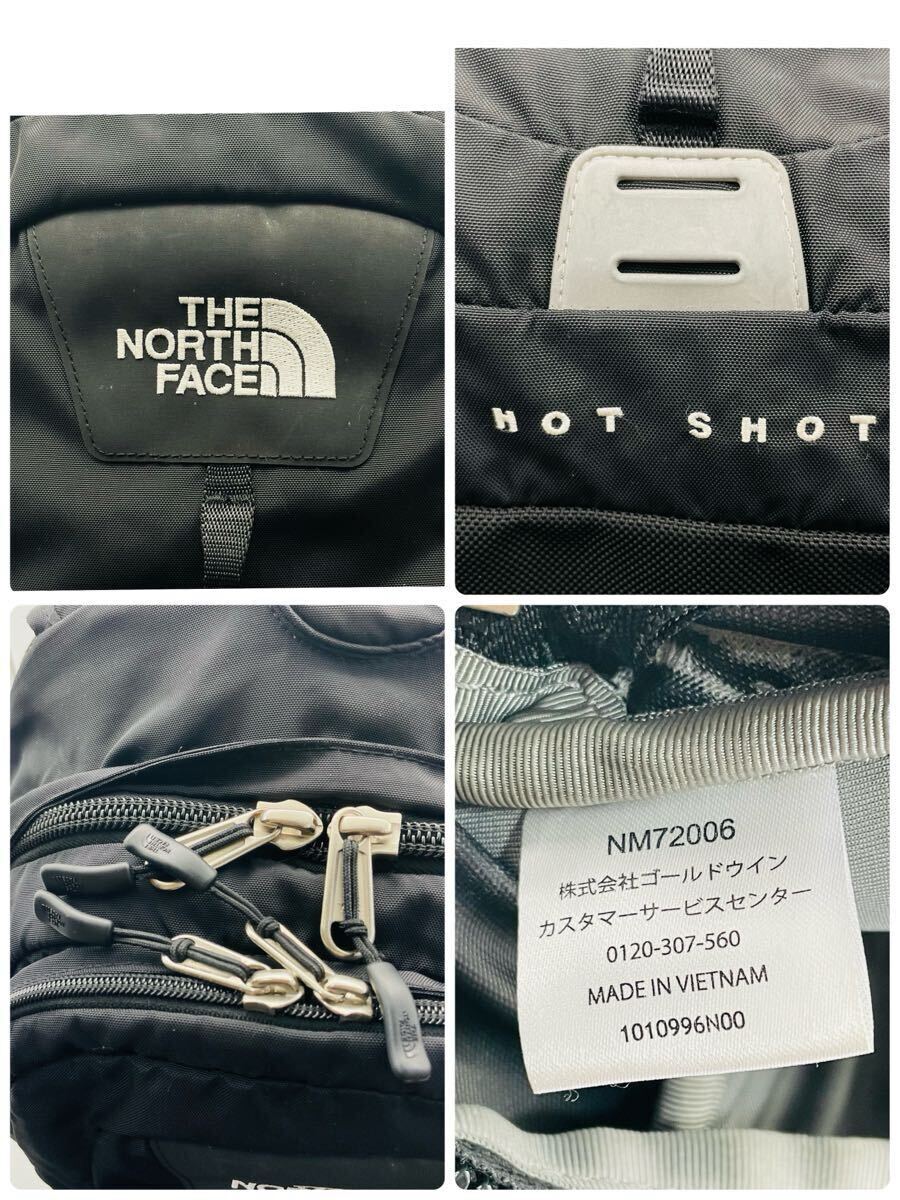 THE
NORTH
FACE
HOT SHOT
NORTH
NM72006
株式会社ゴールドウイン
カスタマーサービスセンター
0120-307-560
MADE IN VIETNAM
1010996N00